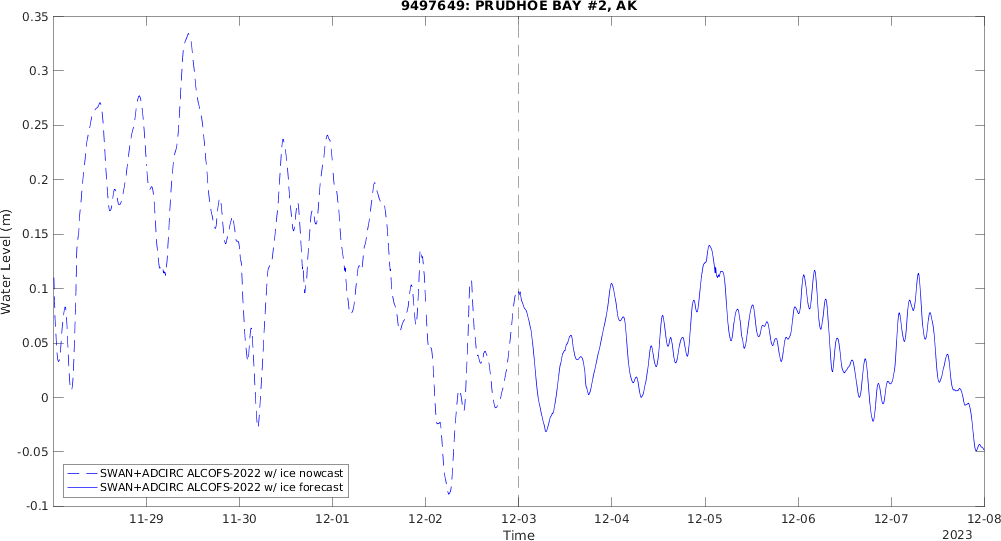 9497649: PRUDHOE BAY #2, AK
0.35
0.3
0.25
0.2
0.15
0.1
0.05
0
-0.05
-0.1
Water Level (m)
SWAN+ADCIRC ALCOFS-2022 w/ ice nowcast
SWAN+ADCIRC ALCOFS-2022 w/ ice forecast
11-29 11-30 12-01 12-02 12-03 12-04 12-05 12-06 12-07 12-08
Time
2023